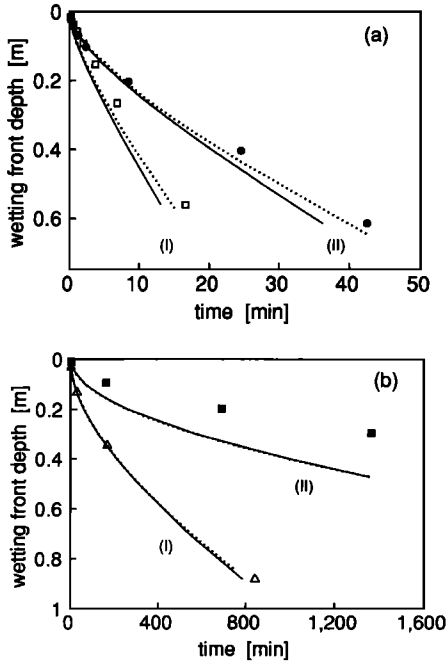 (a)
wetting front depth [m]
0
0.2
0.4
0.6
(I)
(II)
0
10
20
30
40
50
time [min]
(b)
wetting front depth [m]
0
0.2
0.4
0.6
0.8
1
(II)
(I)
0
400
800
1,200
1,600
time [min]